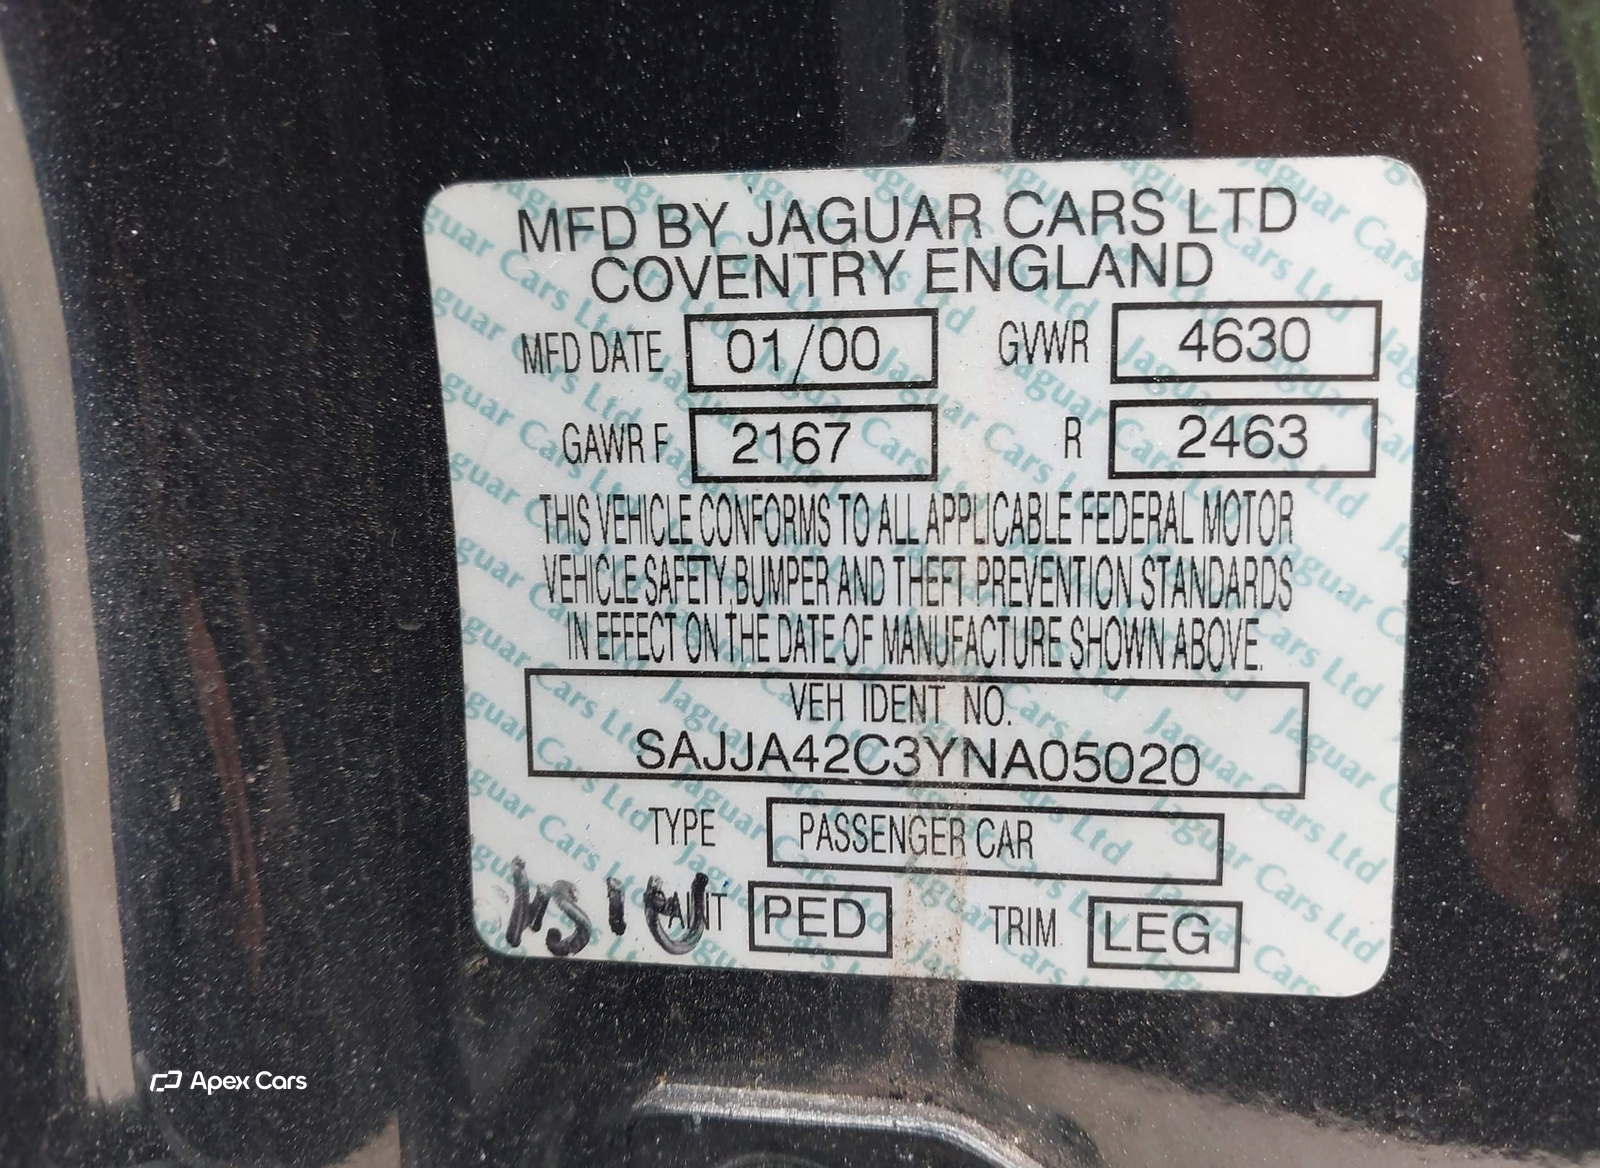 MFD BY JAGUAR CARS LTD
COVENTRY ENGLAND
MFD DATE 01/00 GVWR 4630
GAWR F 2167 R 2463
THIS VEHICLE CONFORMS TO ALL APPLICABLE FEDERAL MOTOR
VEHICLE SAFETY BUMPER AND THEFT PREVENTION STANDARDS
IN EFFECT ON THE DATE OF MANUFACTURE SHOWN ABOVE.
VEH IDENT NO.
SAJJA42C3YNA05020
TYPE PASSENGER CAR
PAINT PED TRIM LEG
Apex Cars